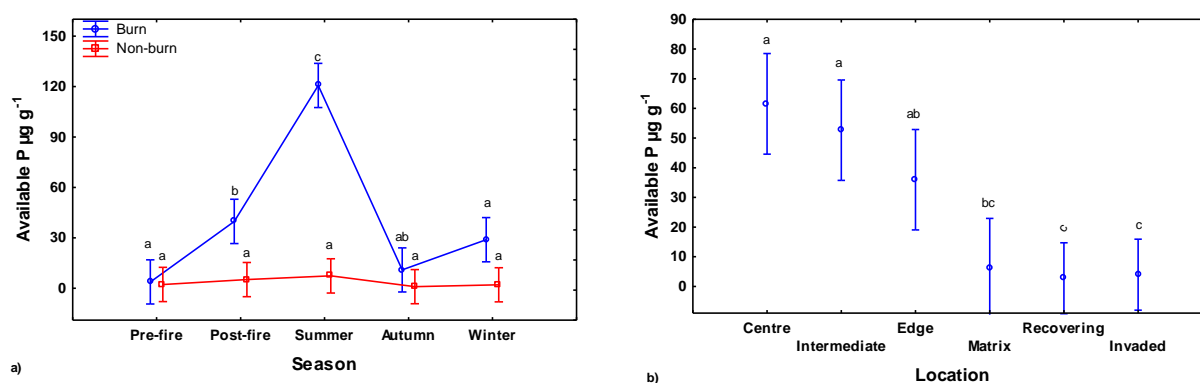 Burn
Non-burn
Available P µg g⁻¹
150
120
90
60
30
0
a
a
b
a
c
a
ab
a
a
a
Pre-fire
Post-fire
Summer
Autumn
Winter
Season
a)
Available P µg g⁻¹
90
80
70
60
50
40
30
20
10
0
a
a
ab
bc
c
c
Centre
Intermediate
Edge
Matrix
Recovering
Invaded
Location
b)